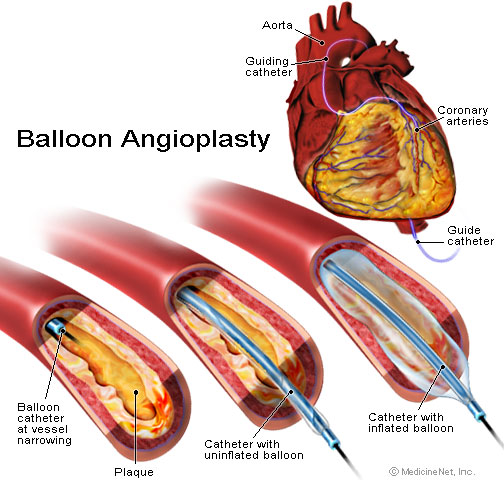 Aorta
Guiding
catheter
Coronary
arteries
Balloon Angioplasty
Guide
catheter
Balloon
catheter
at vessel
narrowing
Plaque
Catheter with
uninflated balloon
Catheter with
inflated balloon
© MedicineNet, Inc.